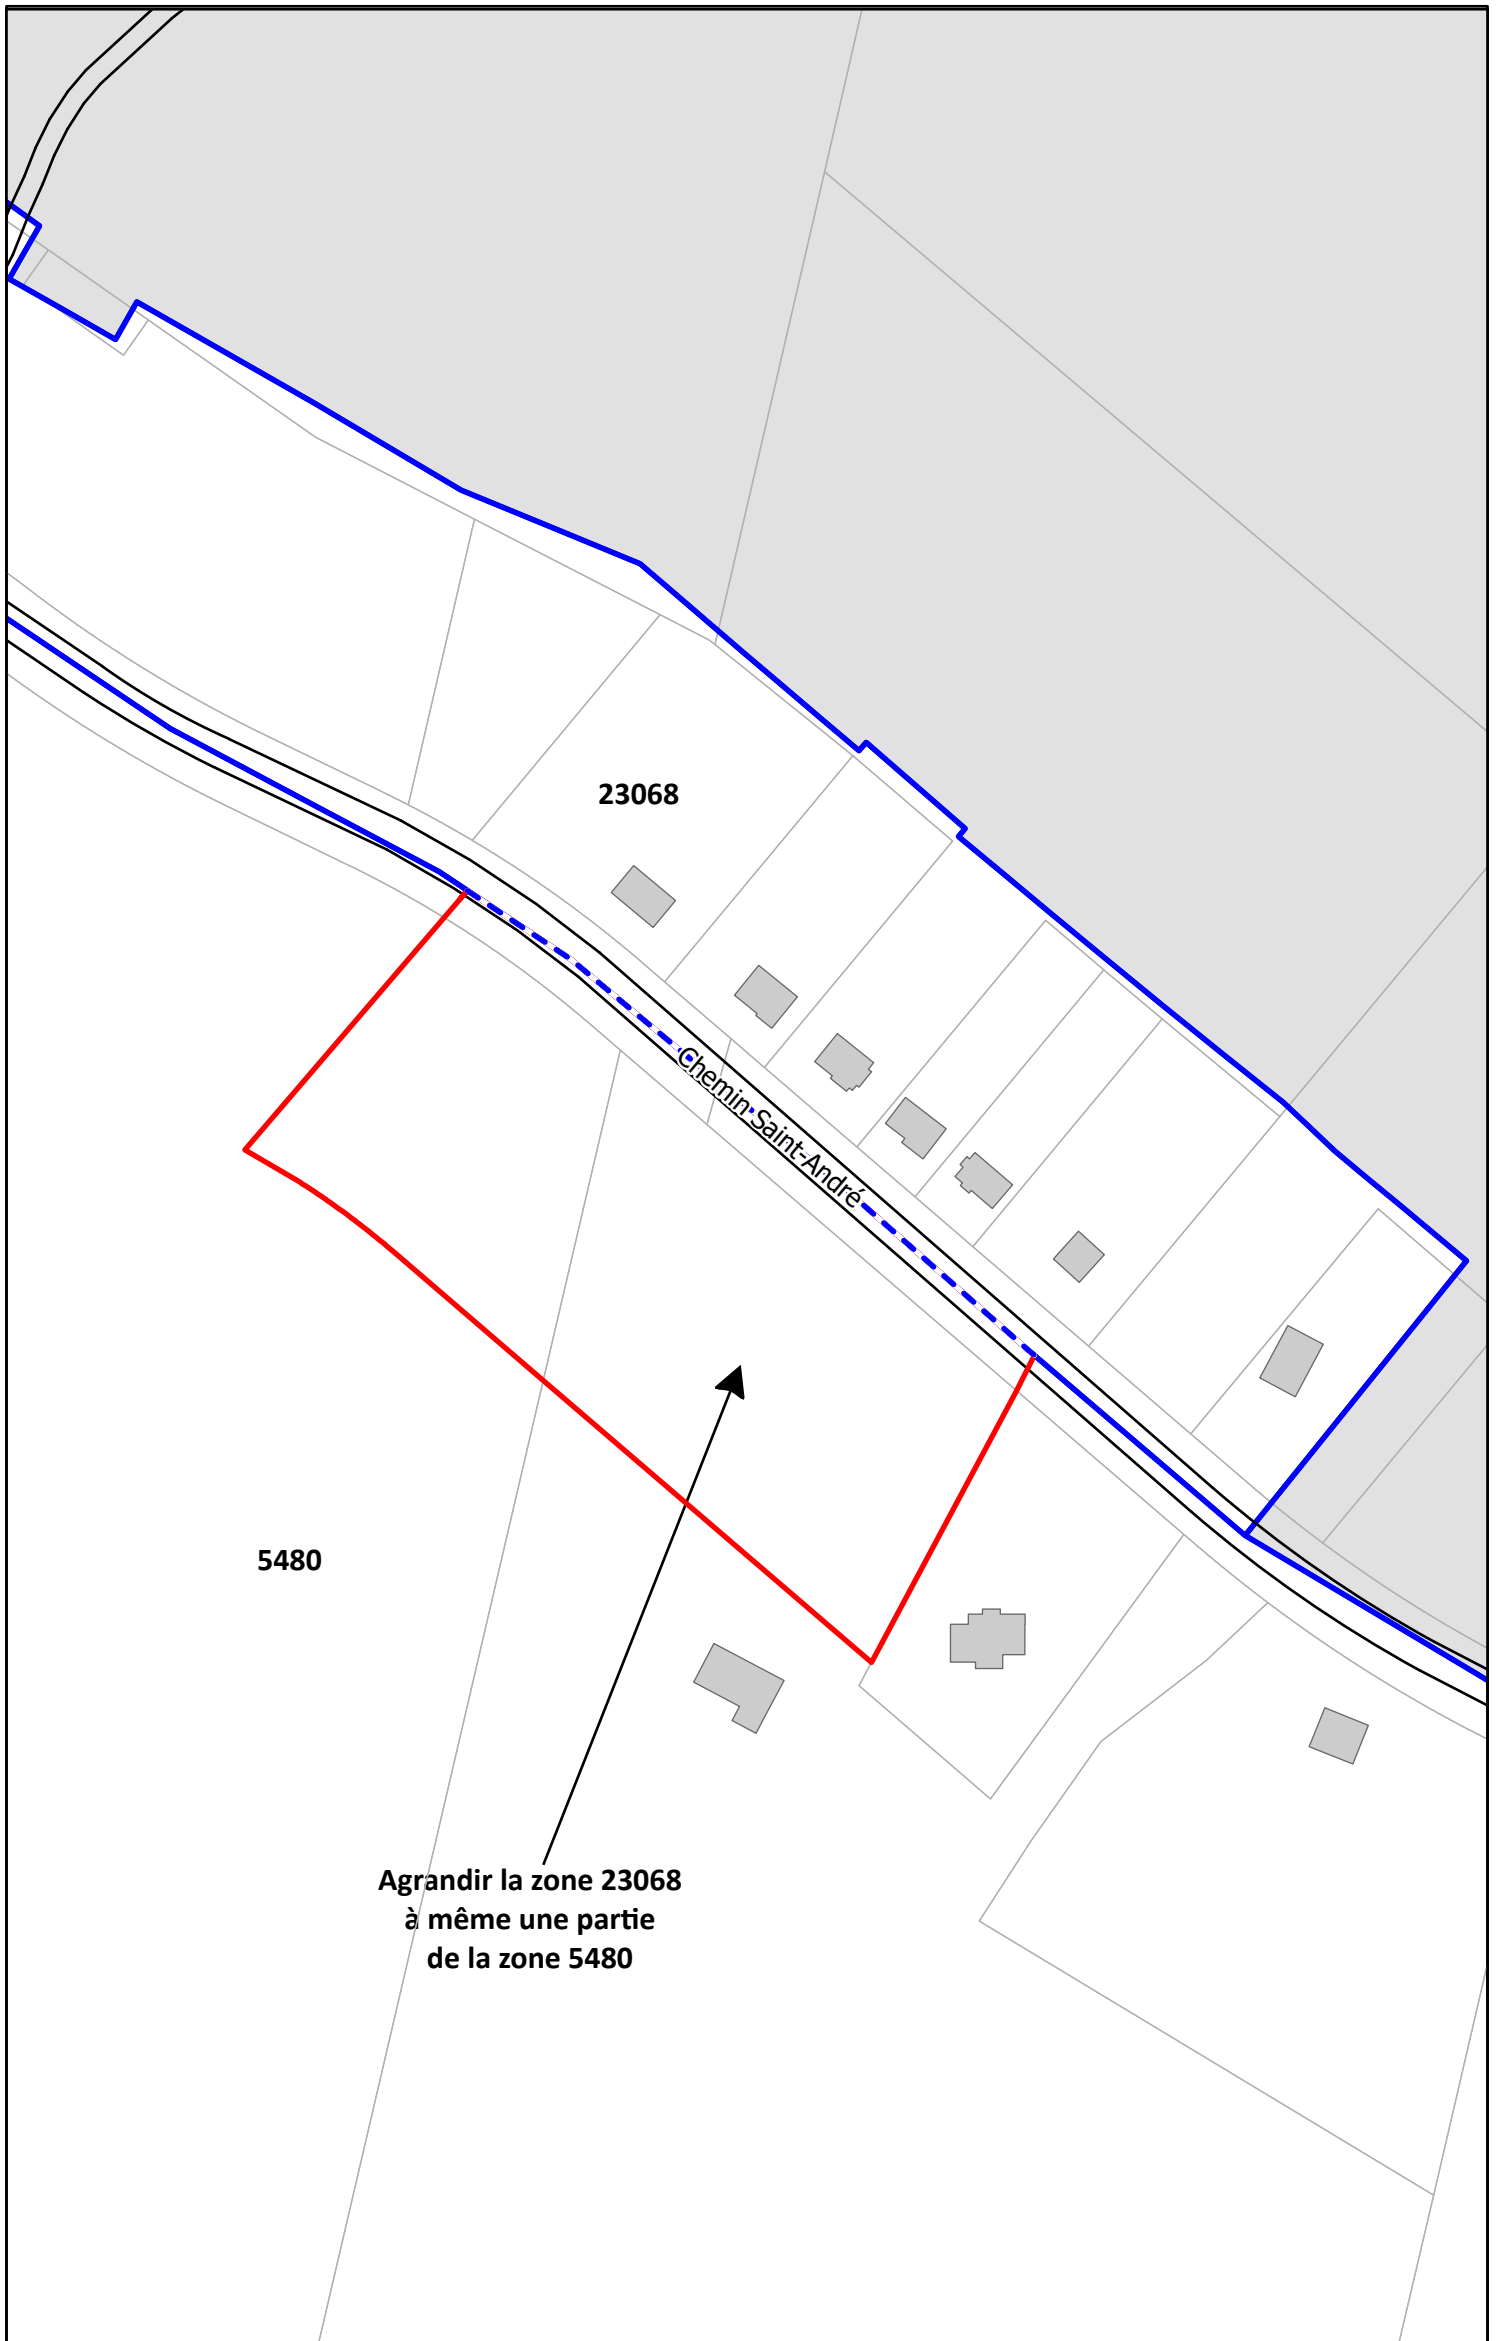 23068
Chemin Saint-André
5480
Agrandir la zone 23068
à même une partie
de la zone 5480